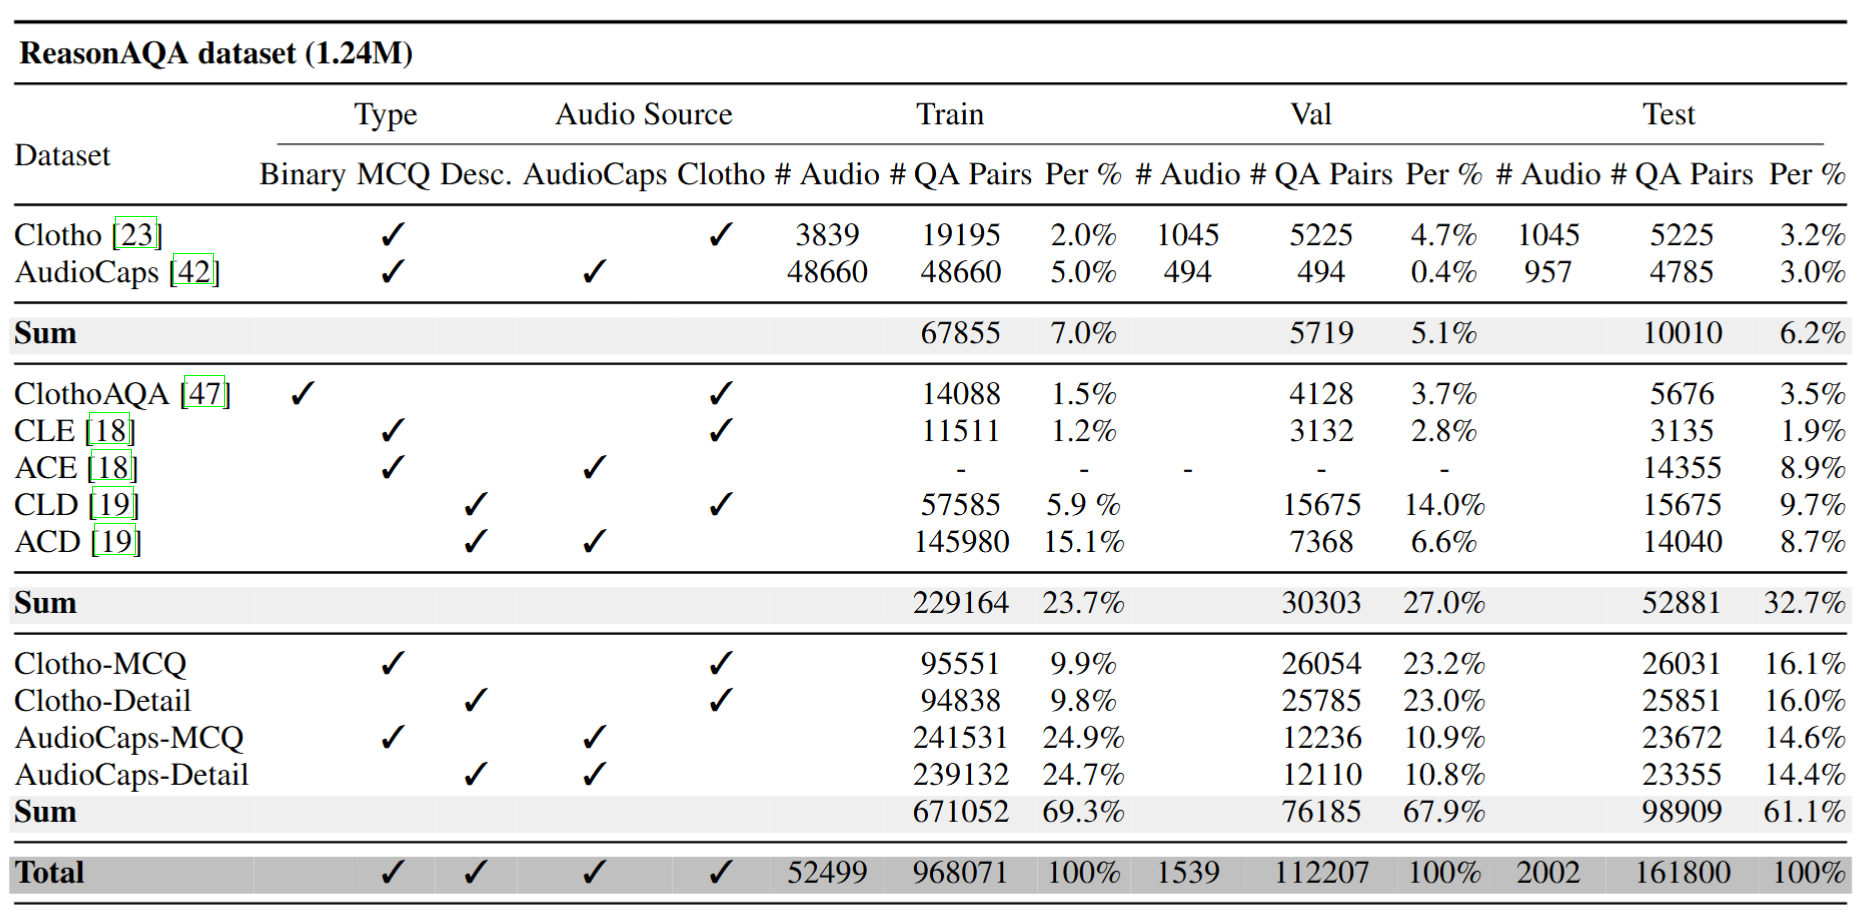 ReasonAQA dataset (1.24M)
Type Audio Source Train Val Test
Dataset
Binary MCQ Desc. AudioCaps Clotho # Audio # QA Pairs Per % # Audio # QA Pairs Per % # Audio # QA Pairs Per %
Clotho [23] ✓ ✓ 3839 19195 2.0% 1045 5225 4.7% 1045 5225 3.2%
AudioCaps [42] ✓ ✓ 48660 48660 5.0% 494 494 0.4% 957 4785 3.0%
Sum 67855 7.0% 5719 5.1% 10010 6.2%
ClothoAQA [47] ✓ ✓ 14088 1.5% 4128 3.7% 5676 3.5%
CLE [18] ✓ ✓ 11511 1.2% 3132 2.8% 3135 1.9%
ACE [18] ✓ ✓ - - - - - 14355 8.9%
CLD [19] ✓ ✓ 57585 5.9 % 15675 14.0% 15675 9.7%
ACD [19] ✓ ✓ 145980 15.1% 7368 6.6% 14040 8.7%
Sum 229164 23.7% 30303 27.0% 52881 32.7%
Clotho-MCQ ✓ ✓ 95551 9.9% 26054 23.2% 26031 16.1%
Clotho-Detail ✓ ✓ 94838 9.8% 25785 23.0% 25851 16.0%
AudioCaps-MCQ ✓ ✓ 241531 24.9% 12236 10.9% 23672 14.6%
AudioCaps-Detail ✓ ✓ 239132 24.7% 12110 10.8% 23355 14.4%
Sum 671052 69.3% 76185 67.9% 98909 61.1%
Total ✓ ✓ ✓ ✓ 52499 968071 100% 1539 112207 100% 2002 161800 100%